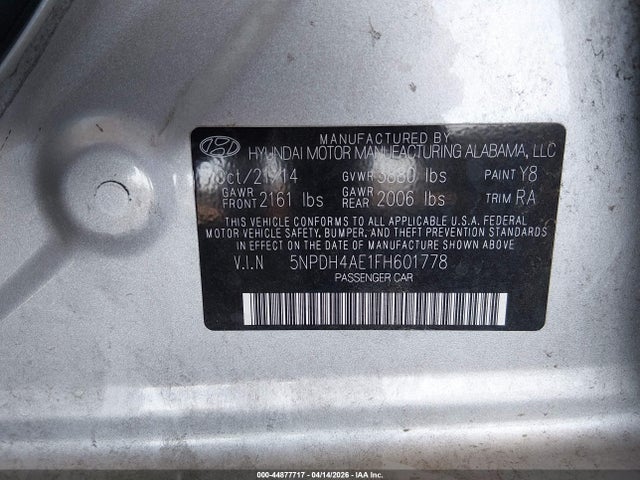 MANUFACTURED BY
HYUNDAI MOTOR MANUFACTURING ALABAMA, LLC
Oct/21/14 GVWR 3880 lbs PAINT Y8
GAWR FRONT 2161 lbs GAWR REAR 2006 lbs TRIM RA
THIS VEHICLE CONFORMS TO ALL APPLICABLE U.S.A. FEDERAL
MOTOR VEHICLE SAFETY, BUMPER, AND THEFT PREVENTION STANDARDS
IN EFFECT ON THE DATE OF MANUFACTURE SHOWN ABOVE.
V.I.N 5NPDH4AE1FH601778
PASSENGER CAR
000-44877717 - 04/14/2026 - IAA Inc.